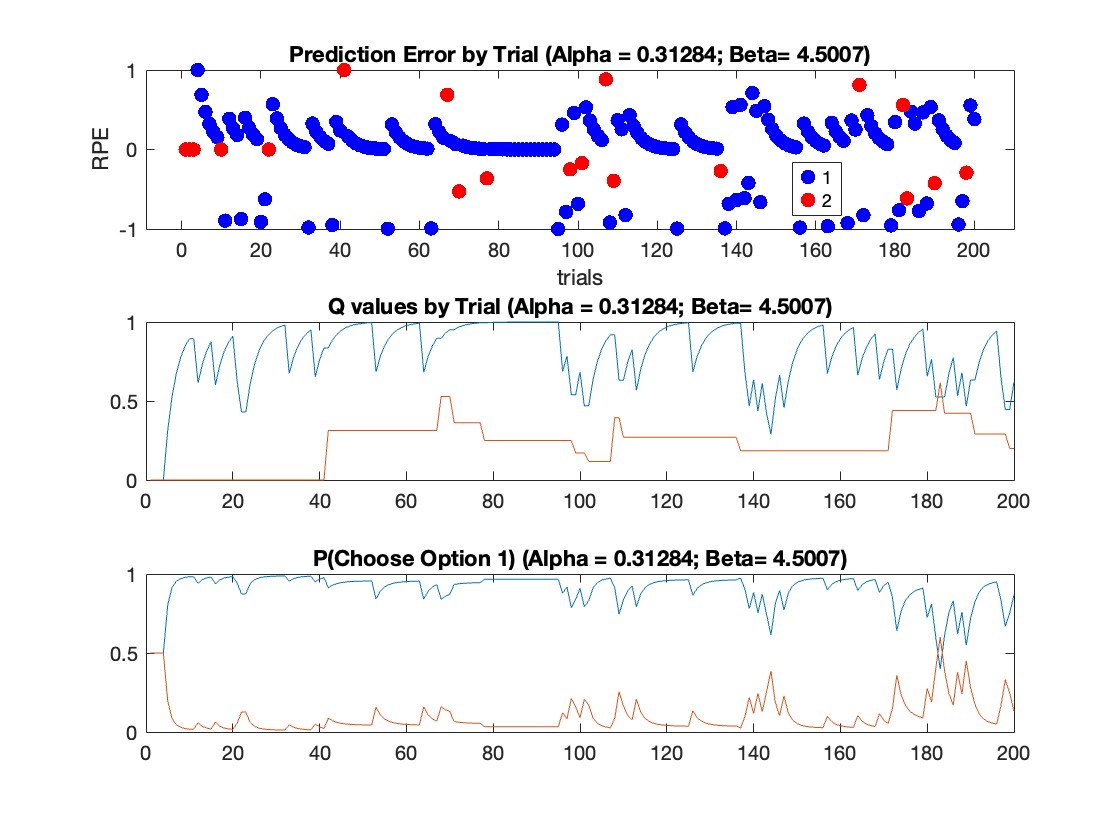 Prediction Error by Trial (Alpha = 0.31284; Beta= 4.5007)
1
0
-1
RPE
0 20 40 60 80 100 120 140 160 180 200
trials
1
2
Q values by Trial (Alpha = 0.31284; Beta= 4.5007)
1
0.5
0
0 20 40 60 80 100 120 140 160 180 200
P(Choose Option 1) (Alpha = 0.31284; Beta= 4.5007)
1
0.5
0
0 20 40 60 80 100 120 140 160 180 200